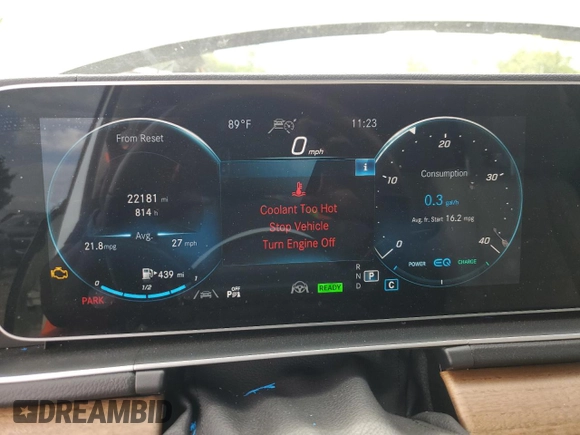 89°F
11:23
0 mph
From Reset
22181 mi
814 h
Avg.
21.8 mpg
27 mph
439 mi
0
1/2
1
PARK
OFF
i
Coolant Too Hot
Stop Vehicle
Turn Engine Off
READY
R
N
D
P
C
20
10
30
0
40
Consumption
0.3 gal/h
Avg. fr. Start 16.2 mpg
POWER EQ CHARGE
DREAMBID